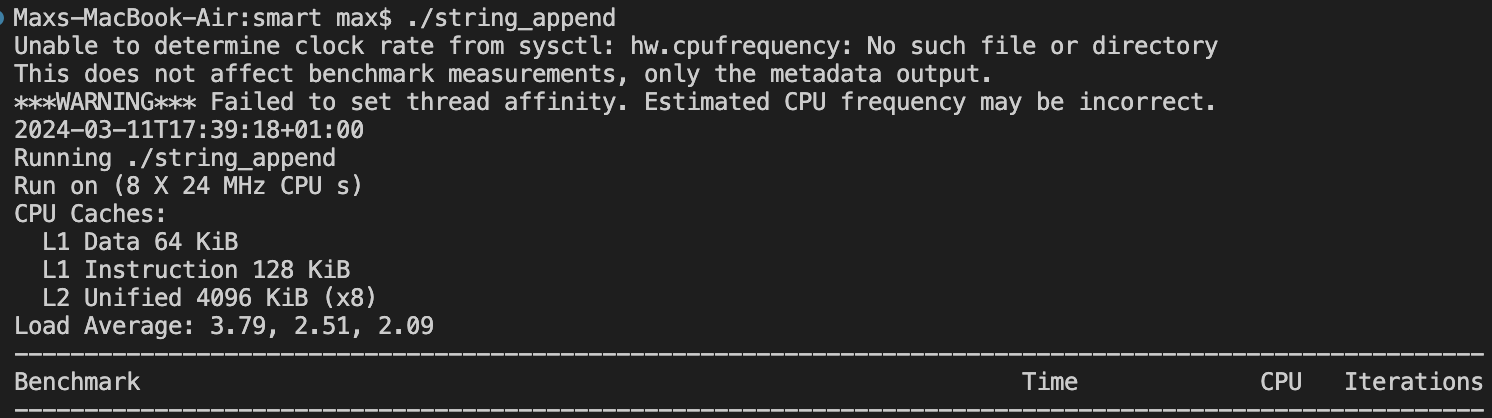 Maxs-MacBook-Air:smart max$ ./string_append
Unable to determine clock rate from sysctl: hw.cpufrequency: No such file or directory
This does not affect benchmark measurements, only the metadata output.
***WARNING*** Failed to set thread affinity. Estimated CPU frequency may be incorrect.
2024-03-11T17:39:18+01:00
Running ./string_append
Run on (8 X 24 MHz CPU s)
CPU Caches:
  L1 Data 64 KiB
  L1 Instruction 128 KiB
  L2 Unified 4096 KiB (x8)
Load Average: 3.79, 2.51, 2.09
---------------------------------------------------------------------------------------------------------
Benchmark                                                               Time             CPU   Iterations
---------------------------------------------------------------------------------------------------------